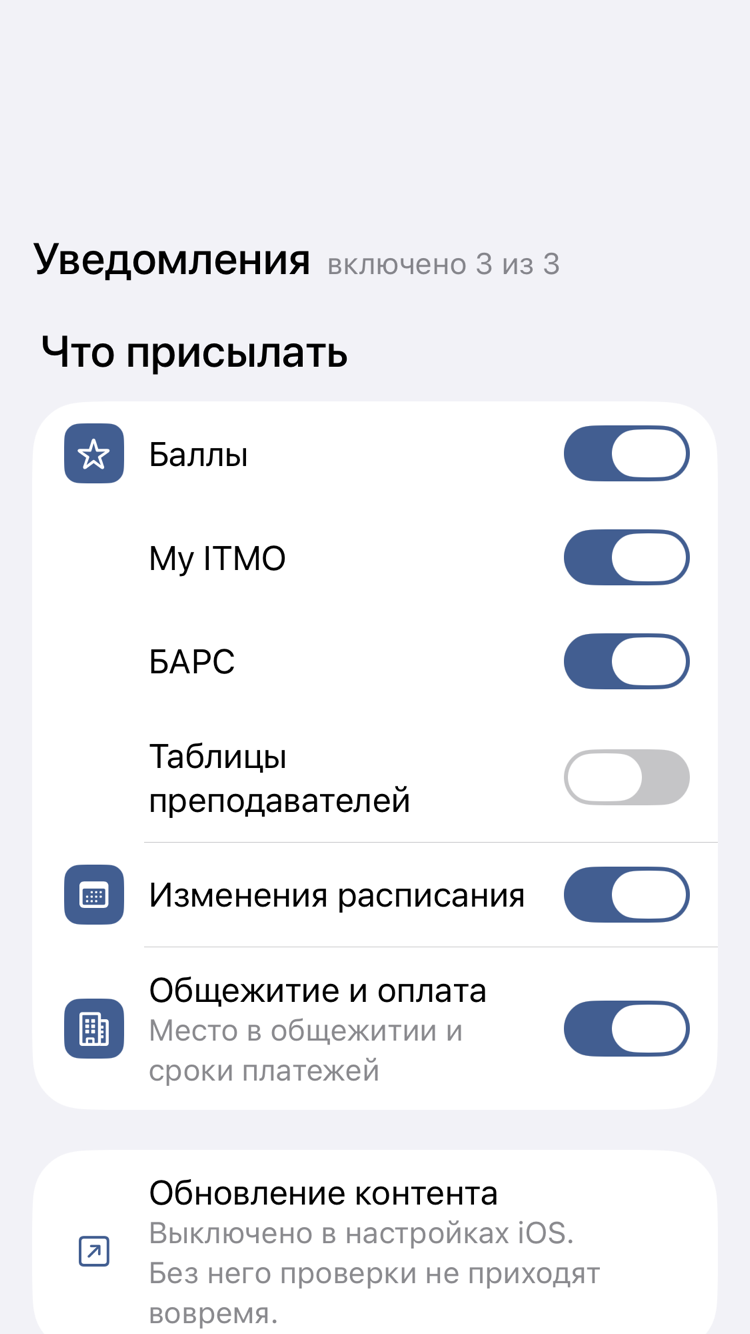 Уведомления включено 3 из 3
Что присылать
Баллы
My ITMO
БАРС
Таблицы
преподавателей
Изменения расписания
Общежитие и оплата
Место в общежитии и
сроки платежей
Обновление контента
Выключено в настройках iOS.
Без него проверки не приходят
вовремя.